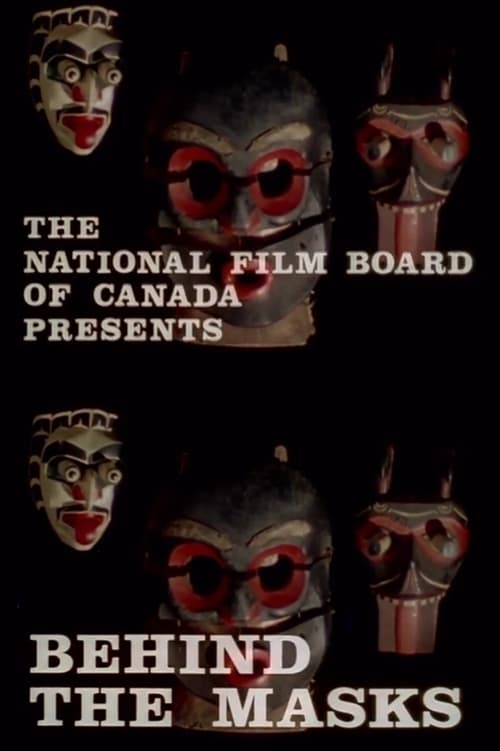 THE
NATIONAL FILM BOARD
OF CANADA
PRESENTS
BEHIND
THE MASKS